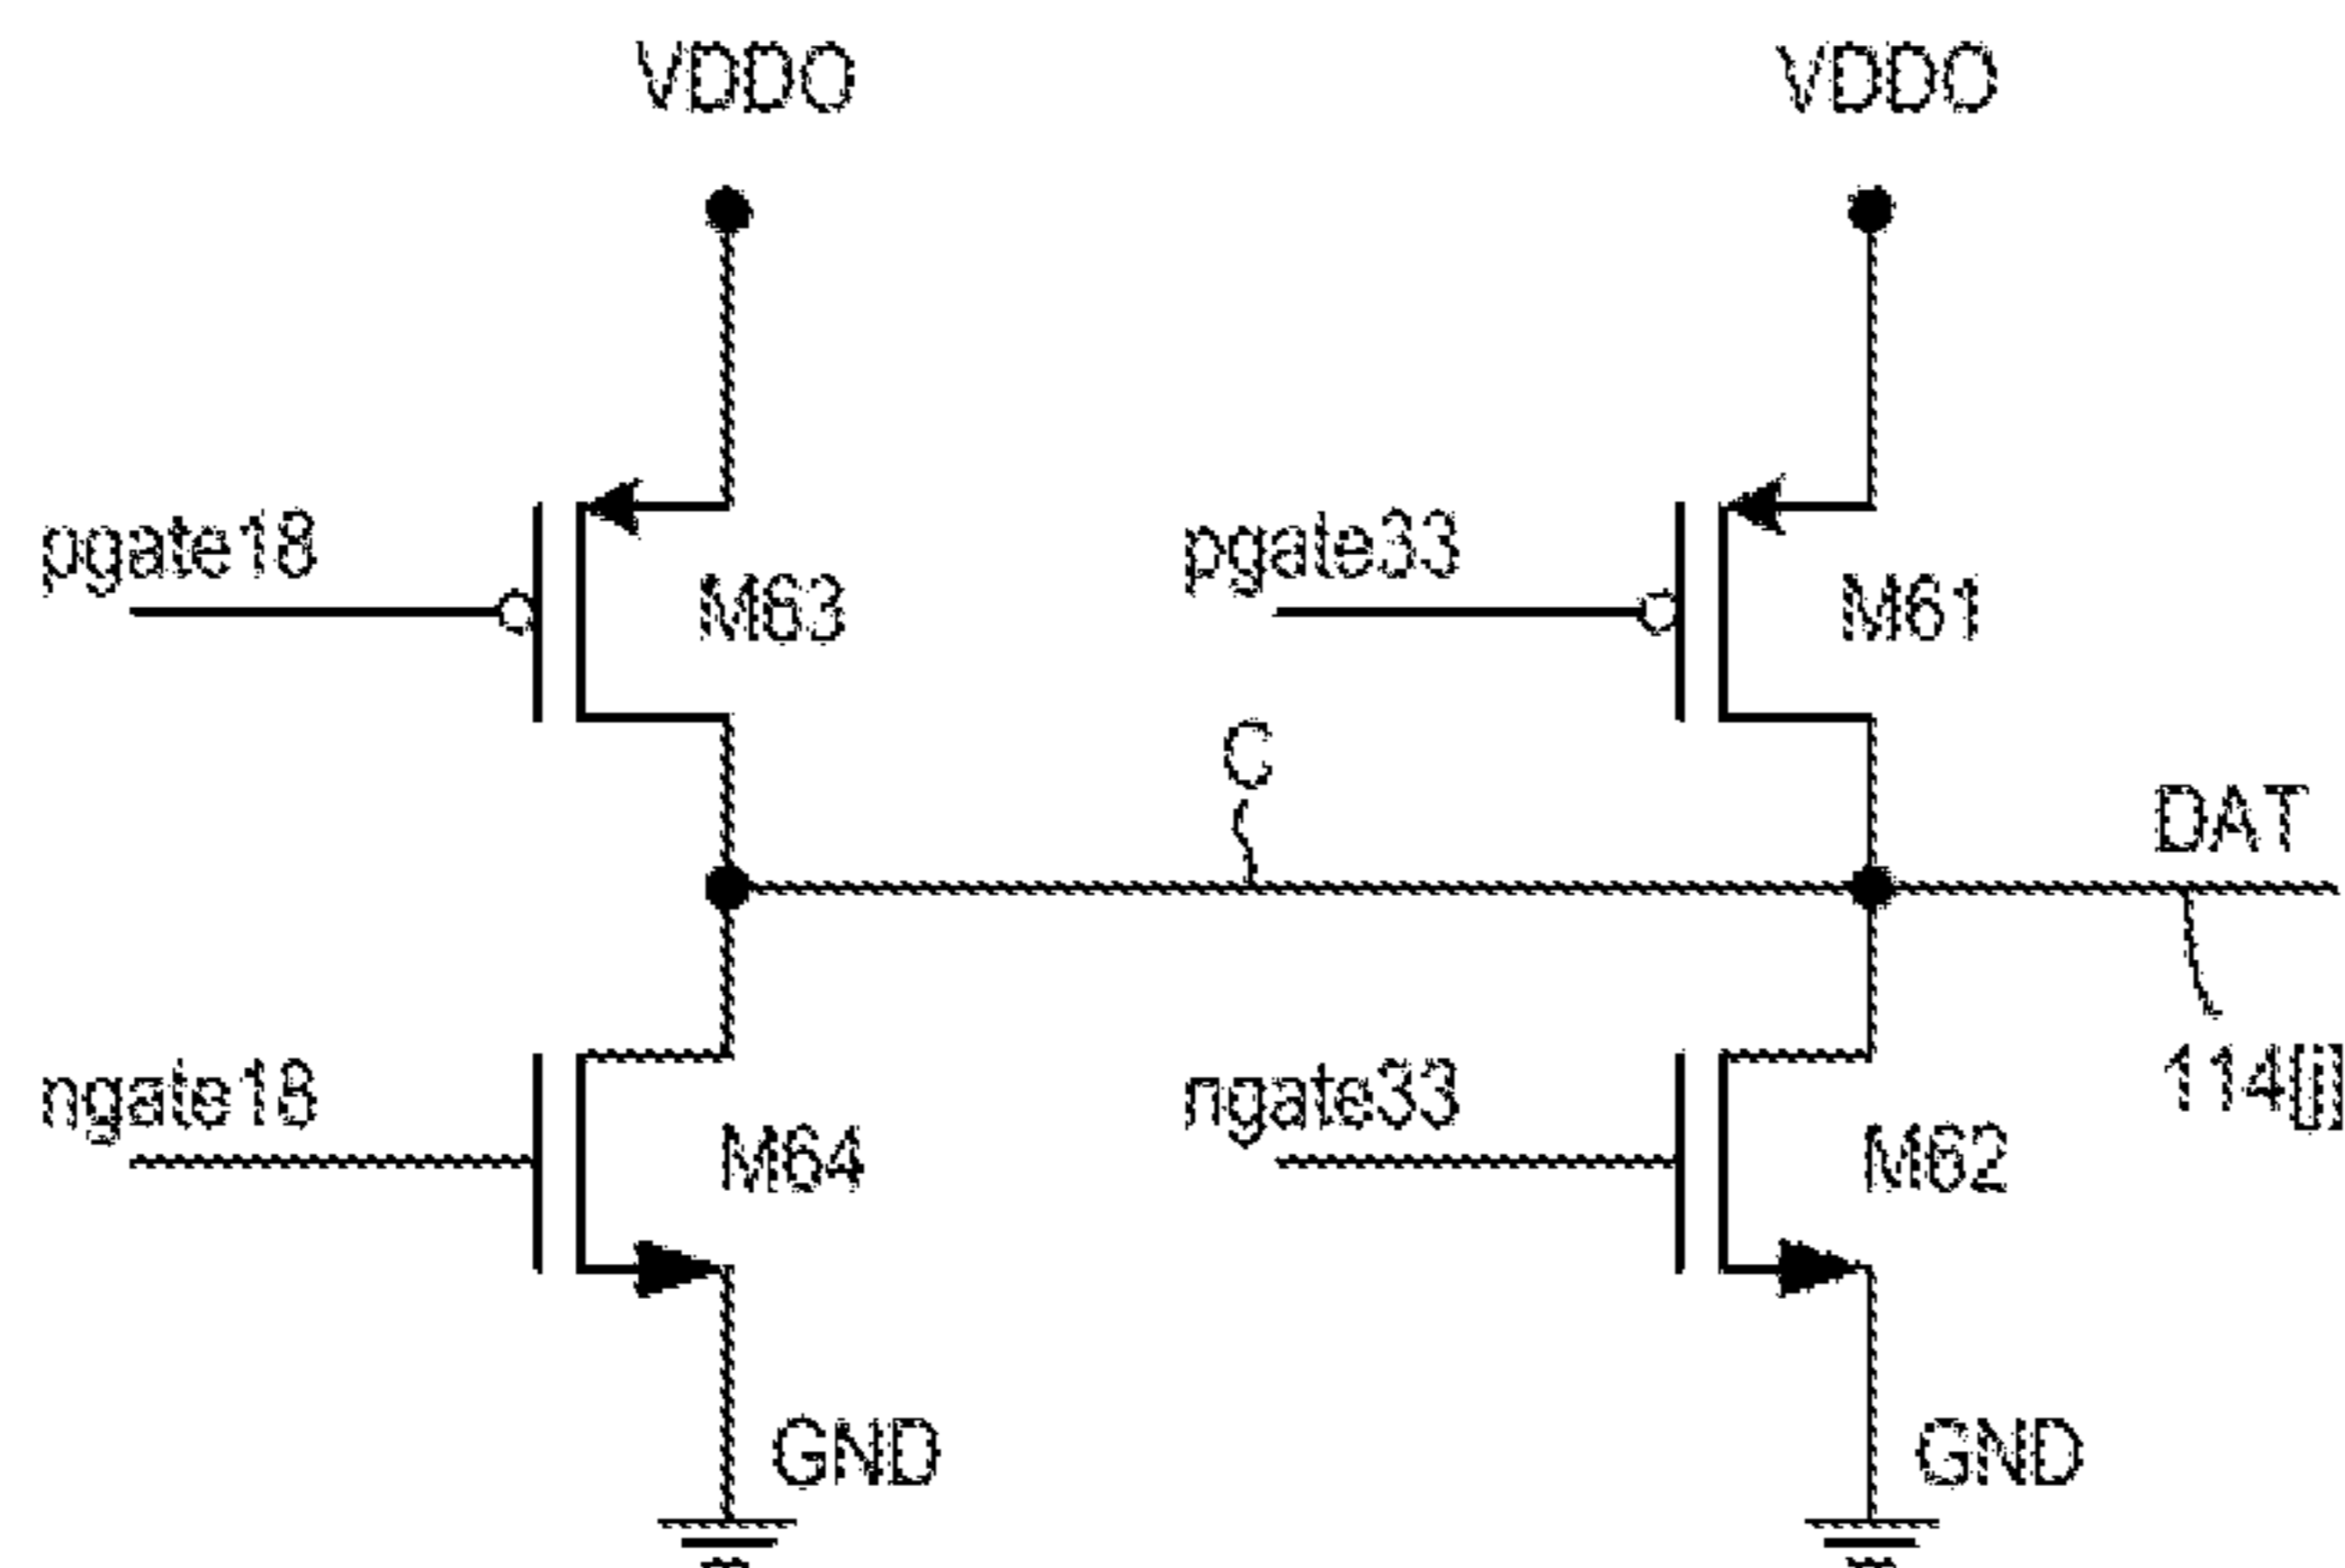 VDDO VDDO
pgate18 pgate33
M63 M61
C
DAT
ngate18 ngate33
114[j]
M64 M62
GND GND